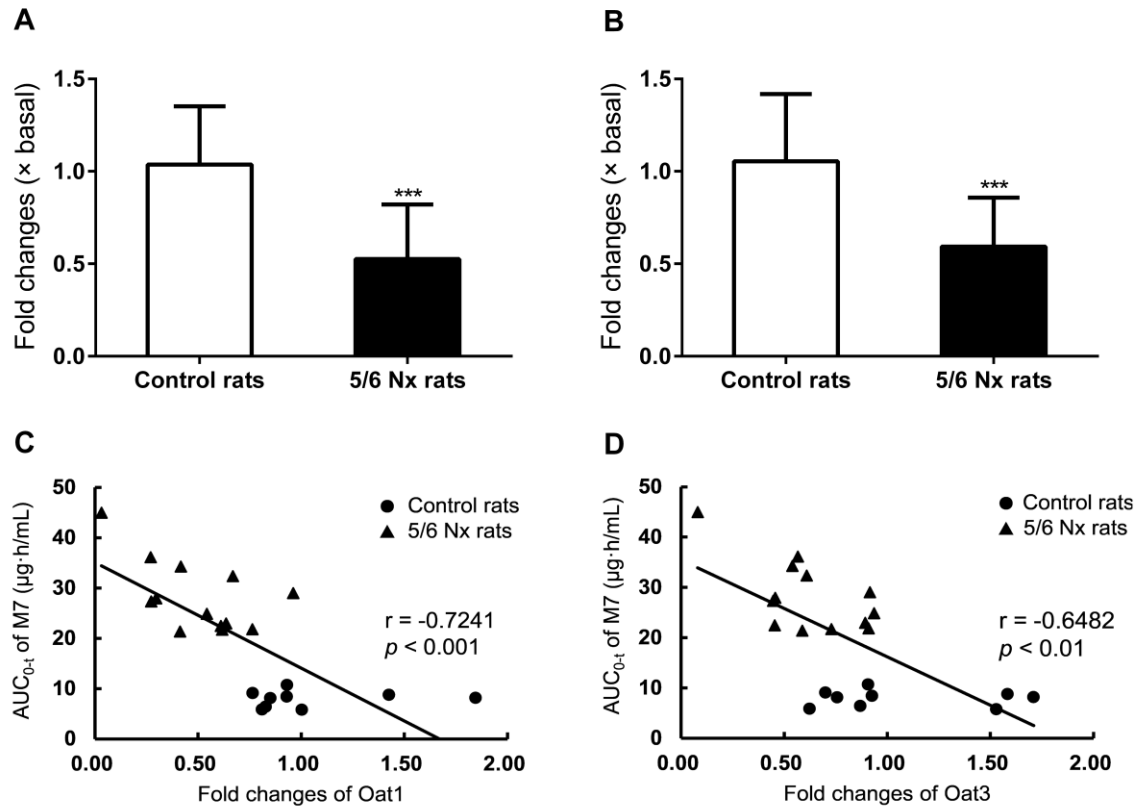 A
Fold changes (× basal)
1.5
1.0
0.5
0.0
***
Control rats
5/6 Nx rats
B
Fold changes (× basal)
1.5
1.0
0.5
0.0
***
Control rats
5/6 Nx rats
C
AUC0-t of M7 (µg·h/mL)
50
40
30
20
10
0
Control rats
5/6 Nx rats
r = -0.7241
p < 0.001
0.00 0.50 1.00 1.50 2.00
Fold changes of Oat1
D
AUC0-t of M7 (µg·h/mL)
50
40
30
20
10
0
Control rats
5/6 Nx rats
r = -0.6482
p < 0.01
0.00 0.50 1.00 1.50 2.00
Fold changes of Oat3